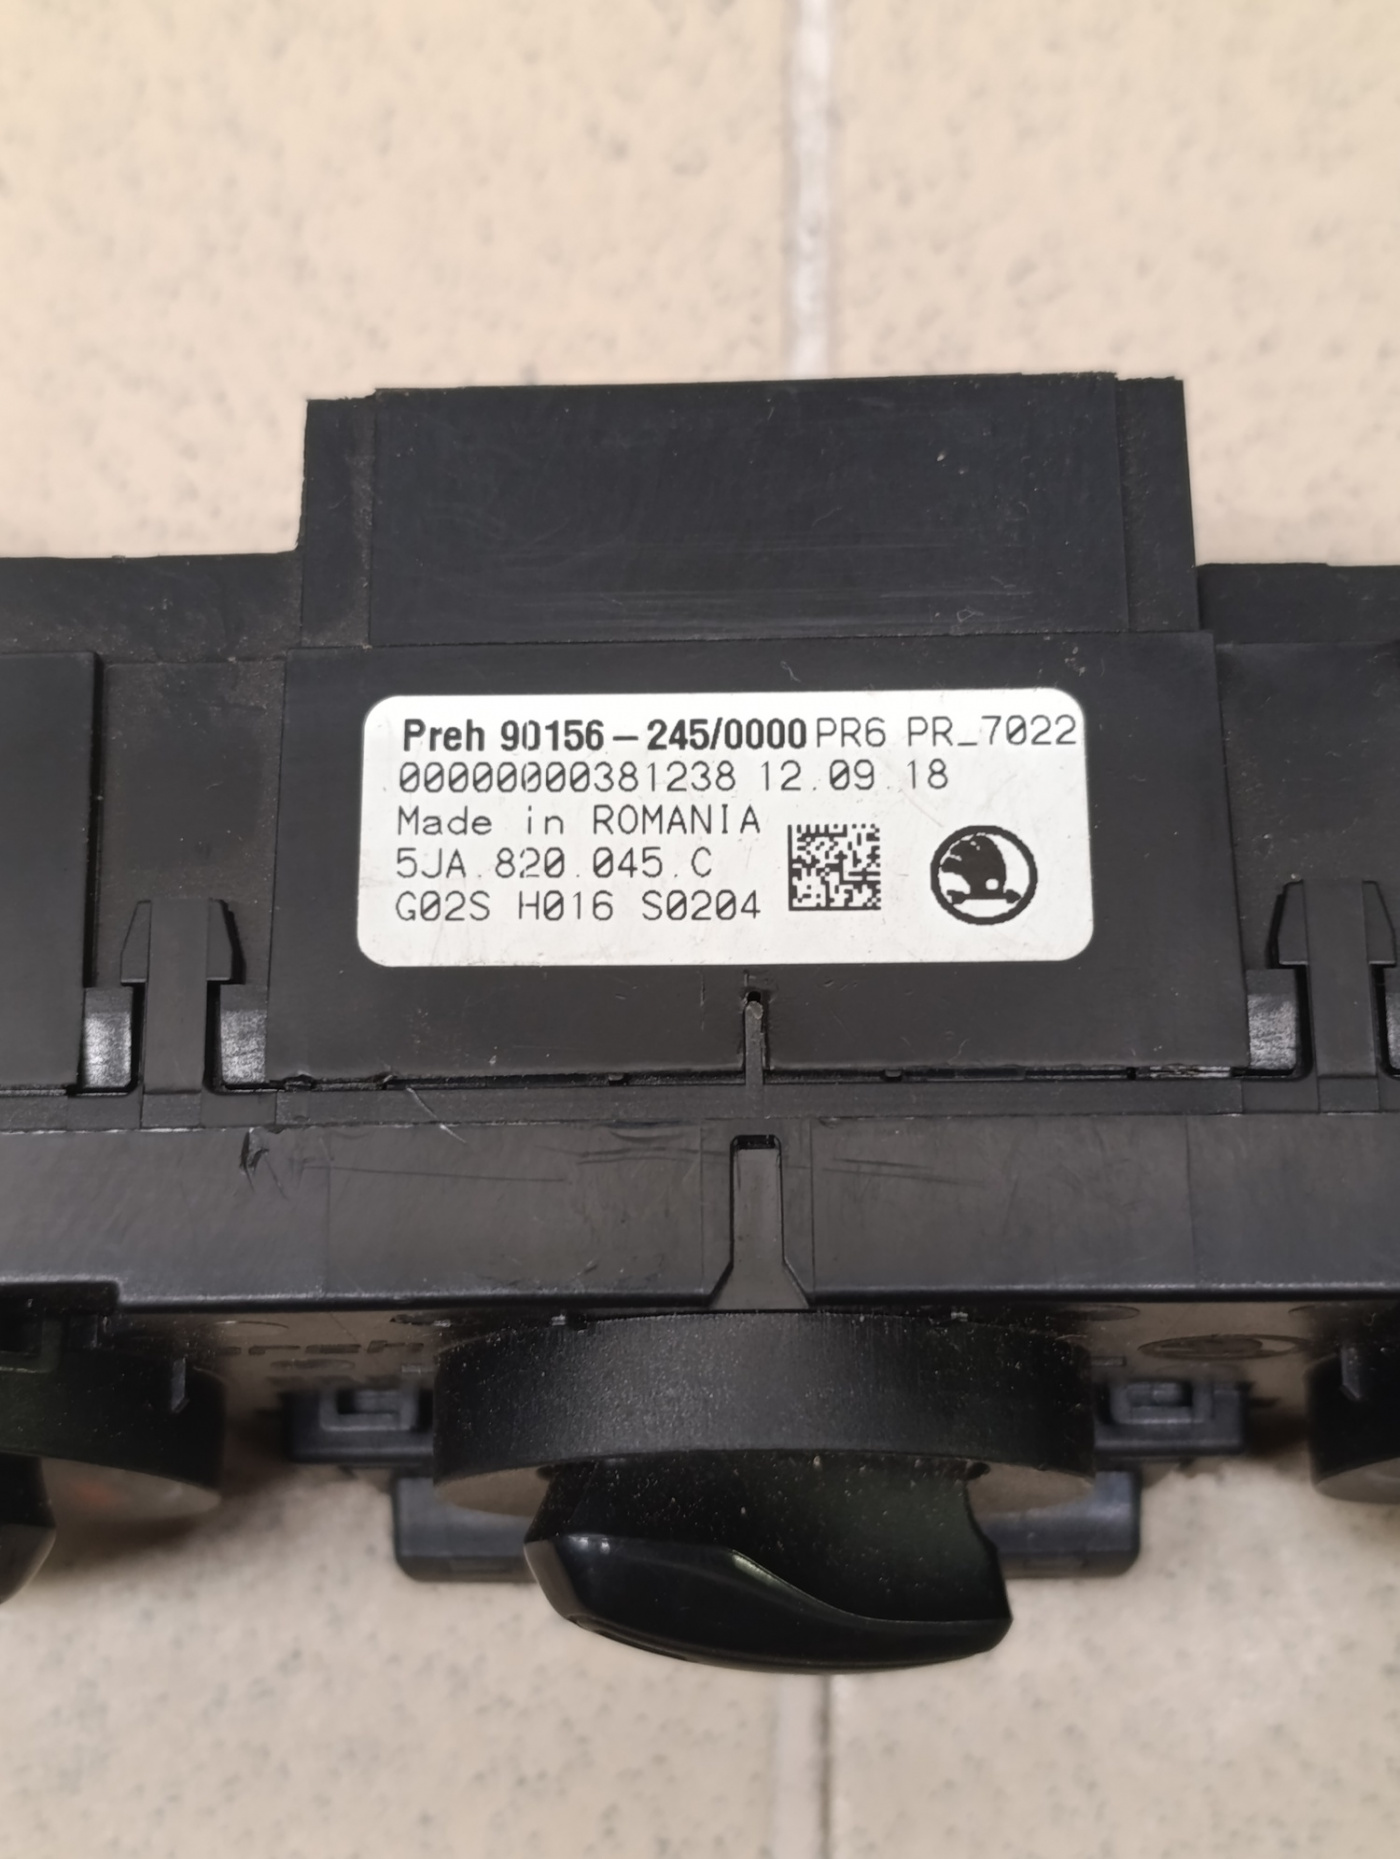 Preh 90156-245/0000 PR6 PR_7022
00000000381238 12.09.18
Made in ROMANIA
5JA.820.045.C
G02S H016 S0204